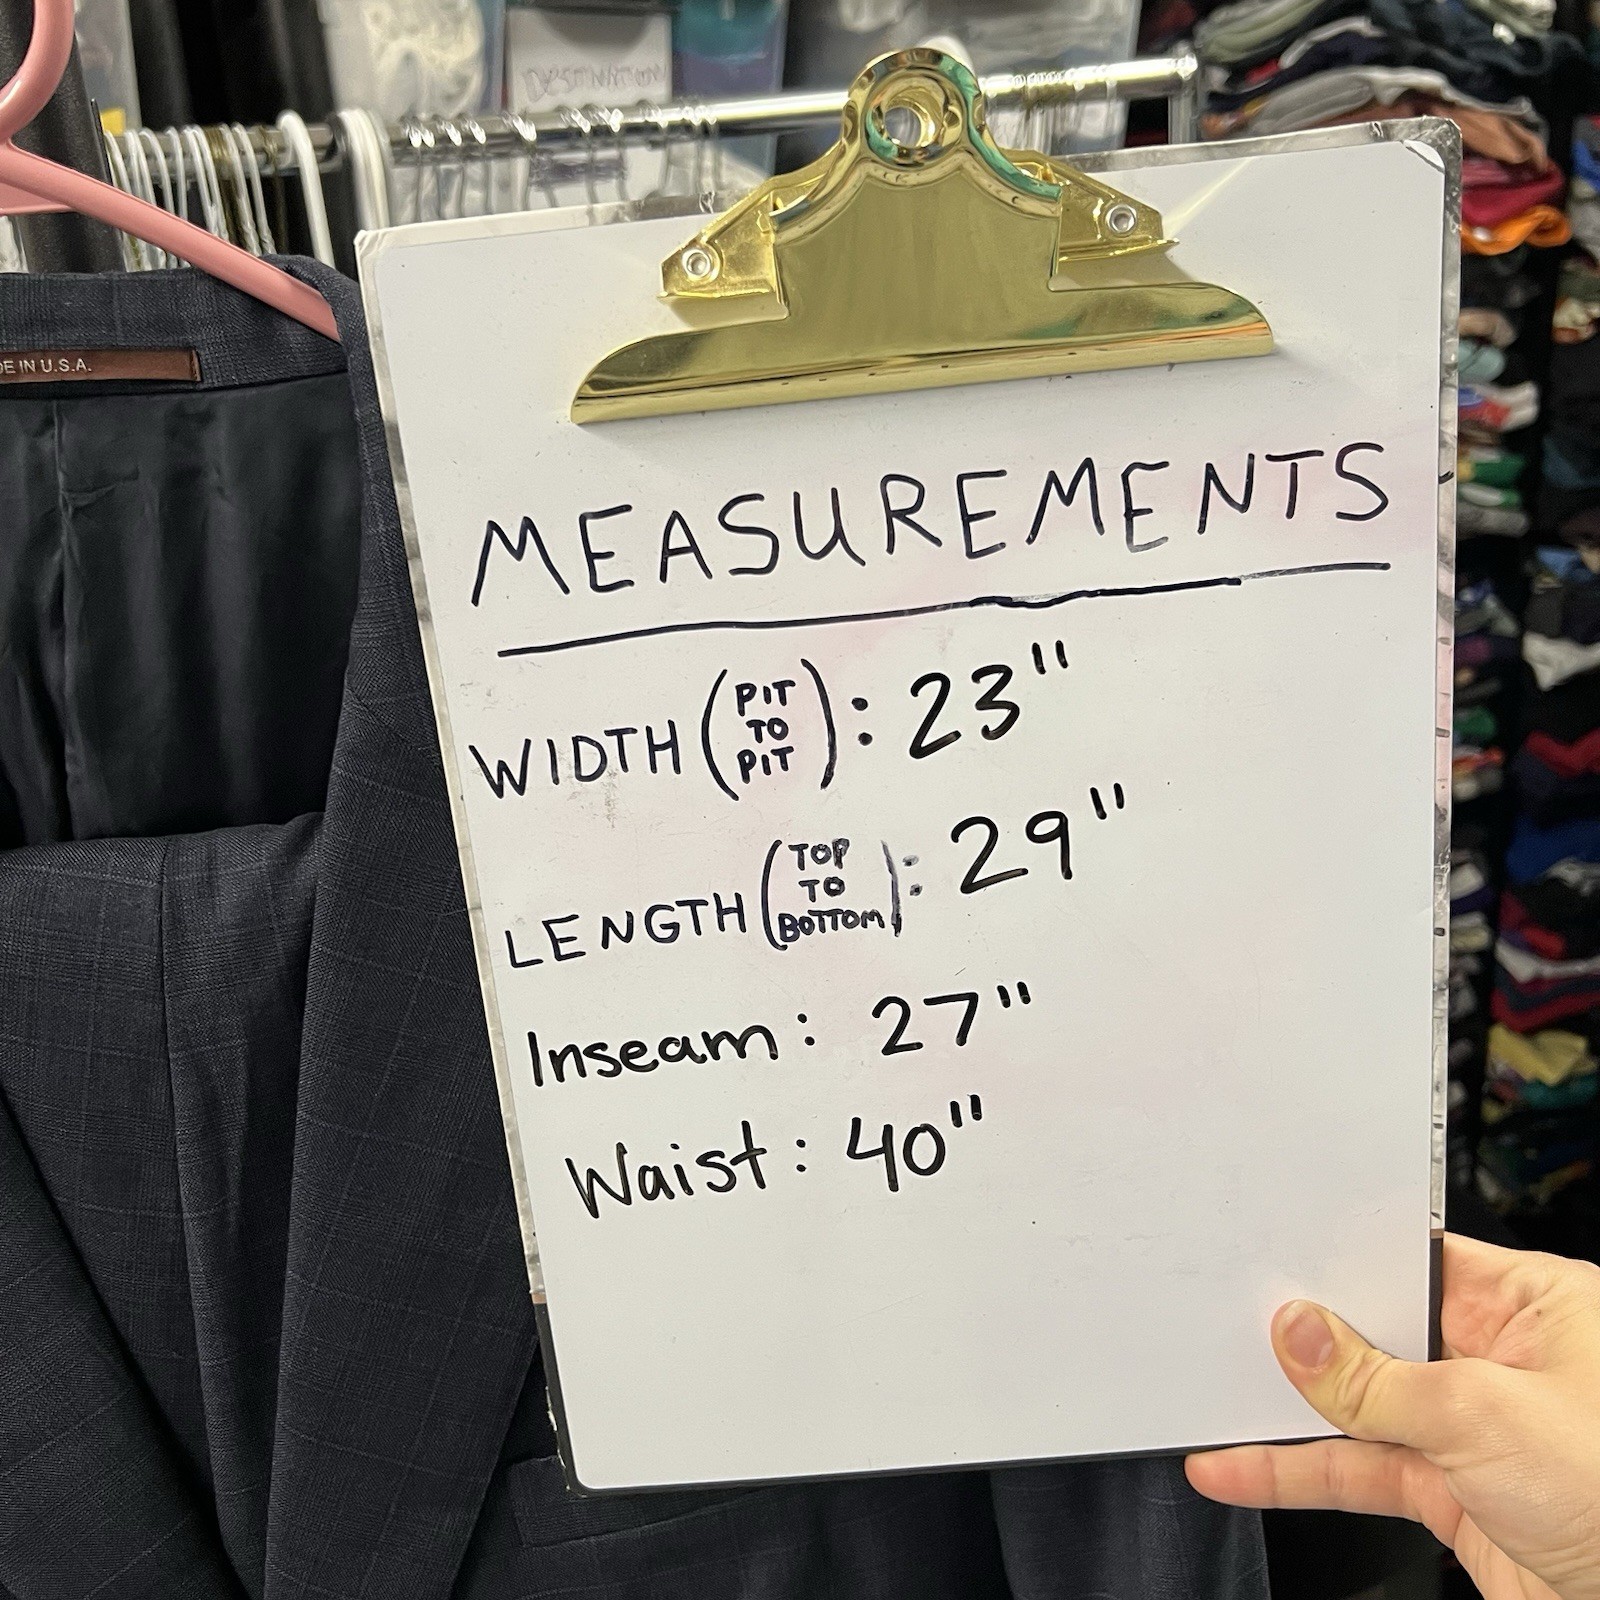 DE IN U.S.A.
MEASUREMENTS
WIDTH (PIT TO PIT): 23"
LENGTH (TOP TO BOTTOM): 29"
Inseam: 27"
Waist: 40"